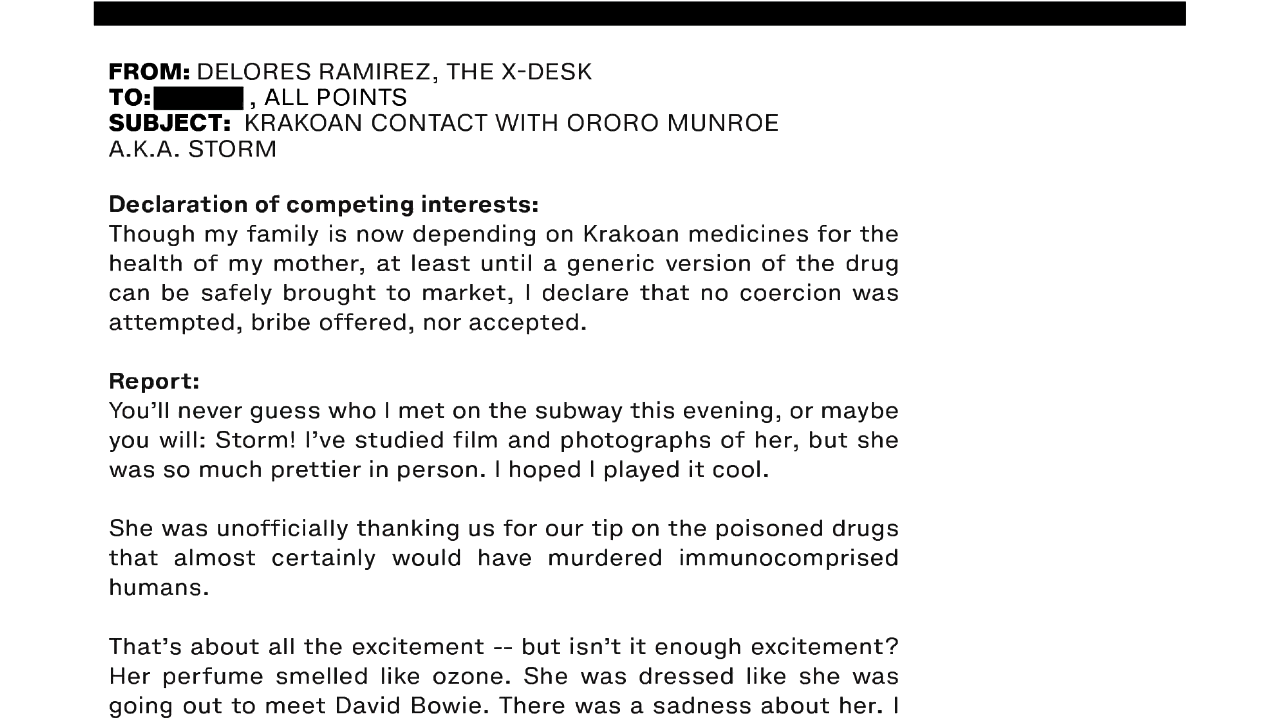 FROM: DELORES RAMIREZ, THE X-DESK
TO: , ALL POINTS
SUBJECT: KRAKOAN CONTACT WITH ORORO MUNROE
A.K.A. STORM
Declaration of competing interests:
Though my family is now depending on Krakoan medicines for the
health of my mother, at least until a generic version of the drug
can be safely brought to market, I declare that no coercion was
attempted, bribe offered, nor accepted.
Report:
You’ll never guess who I met on the subway this evening, or maybe
you will: Storm! I’ve studied film and photographs of her, but she
was so much prettier in person. I hoped I played it cool.
She was unofficially thanking us for our tip on the poisoned drugs
that almost certainly would have murdered immunocomprised
humans.
That’s about all the excitement -- but isn’t it enough excitement?
Her perfume smelled like ozone. She was dressed like she was
going out to meet David Bowie. There was a sadness about her. I